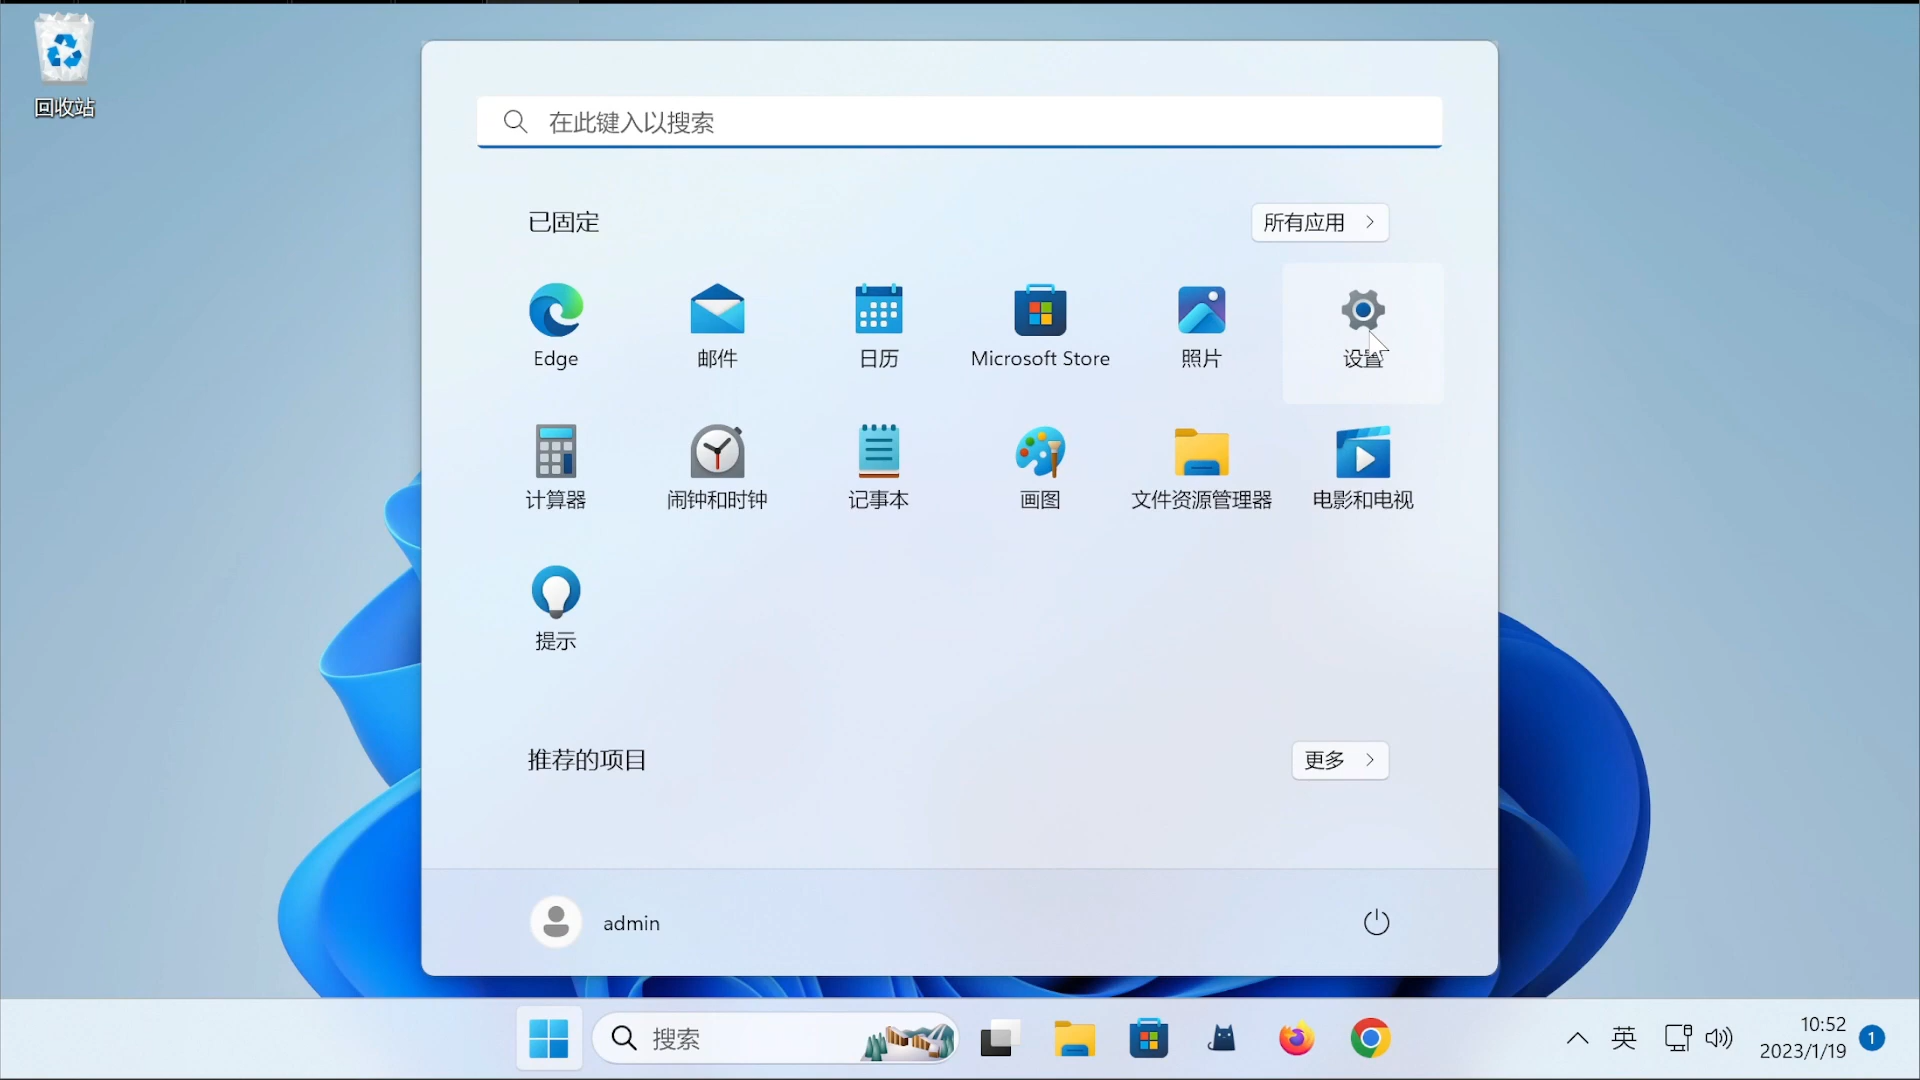 回收站
在此键入以搜索
已固定
所有应用
Edge
邮件
日历
Microsoft Store
照片
设置
计算器
闹钟和时钟
记事本
画图
文件资源管理器
电影和电视
提示
推荐的项目
更多
admin
搜索
英
10:52
2023/1/19
1